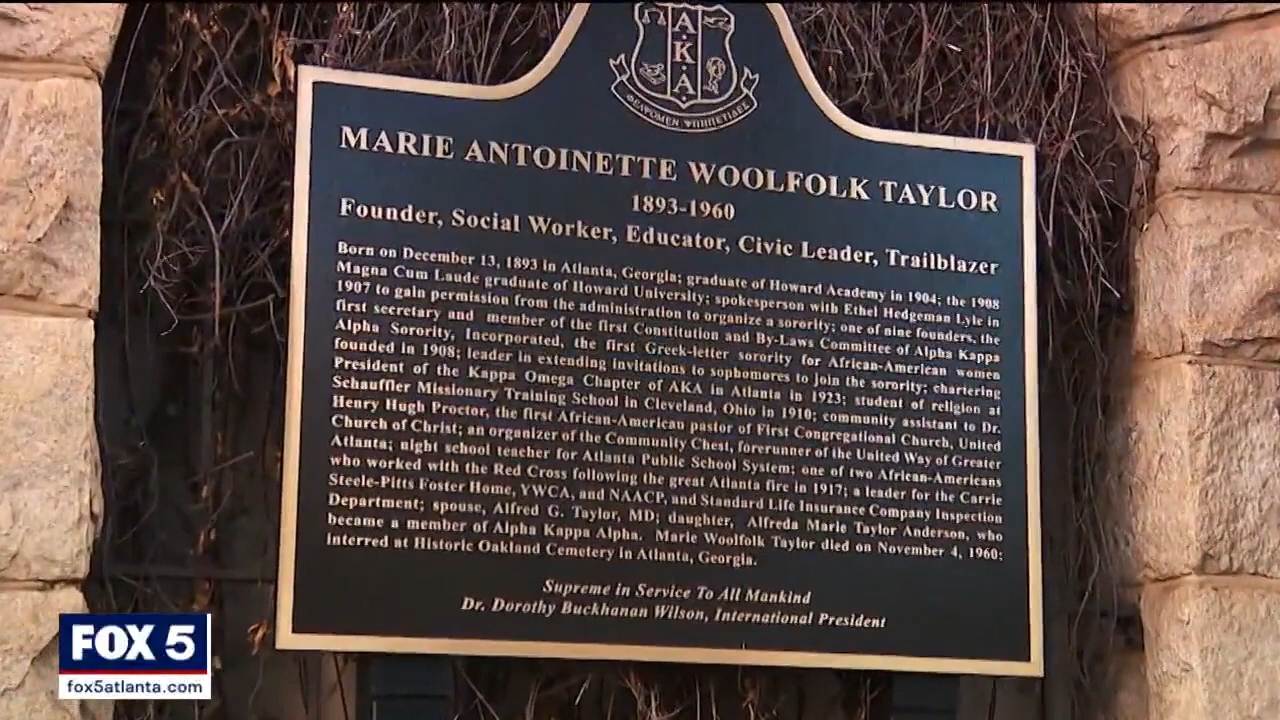 A
K
A
MARIE ANTOINETTE WOOLFOLK TAYLOR
1893-1960
Founder, Social Worker, Educator, Civic Leader, Trailblazer
Born on December 13, 1893 in Atlanta, Georgia; graduate of Howard Academy in 1904; the 1908
Magna Cum Laude graduate of Howard University; spokesperson with Ethel Hedgeman Lyle in
1907 to gain permission from the administration to organize a sorority; one of nine founders, the
first secretary and member of the first Constitution and By-Laws Committee of Alpha Kappa
Alpha Sorority, Incorporated, the first Greek-letter sorority for African-American women
founded in 1908; leader in extending invitations to sophomores to join the sorority; chartering
President of the Kappa Omega Chapter of AKA in Atlanta in 1923; student of religion at
Schauffler Missionary Training School in Cleveland, Ohio in 1910; community assistant to Dr.
Henry Hugh Proctor, the first African-American pastor of First Congregational Church, United
Church of Christ; an organizer of the Community Chest, forerunner of the United Way of Greater
Atlanta; night school teacher for Atlanta Public School System; one of two African-Americans
who worked with the Red Cross following the great Atlanta fire in 1917; a leader for the Carrie
Steele-Pitts Foster Home, YWCA, and NAACP, and Standard Life Insurance Company Inspection
Department; spouse, Alfred G. Taylor, MD; daughter, Alfreda Marie Taylor Anderson, who
became a member of Alpha Kappa Alpha. Marie Woolfolk Taylor died on November 4, 1960;
interred at Historic Oakland Cemetery in Atlanta, Georgia.
Supreme in Service To All Mankind
Dr. Dorothy Buckhanan Wilson, International President
FOX 5
fox5atlanta.com